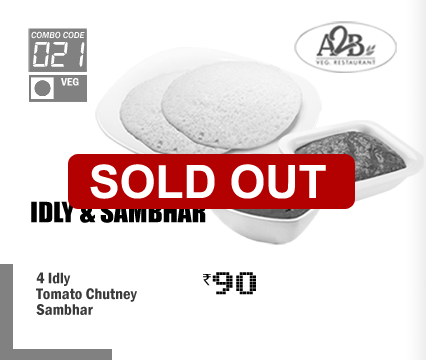 COMBO CODE
021
VEG
A2B
VEG. RESTAURANT
SOLD OUT
IDLY & SAMBHAR
4 Idly
Tomato Chutney
Sambhar
₹90